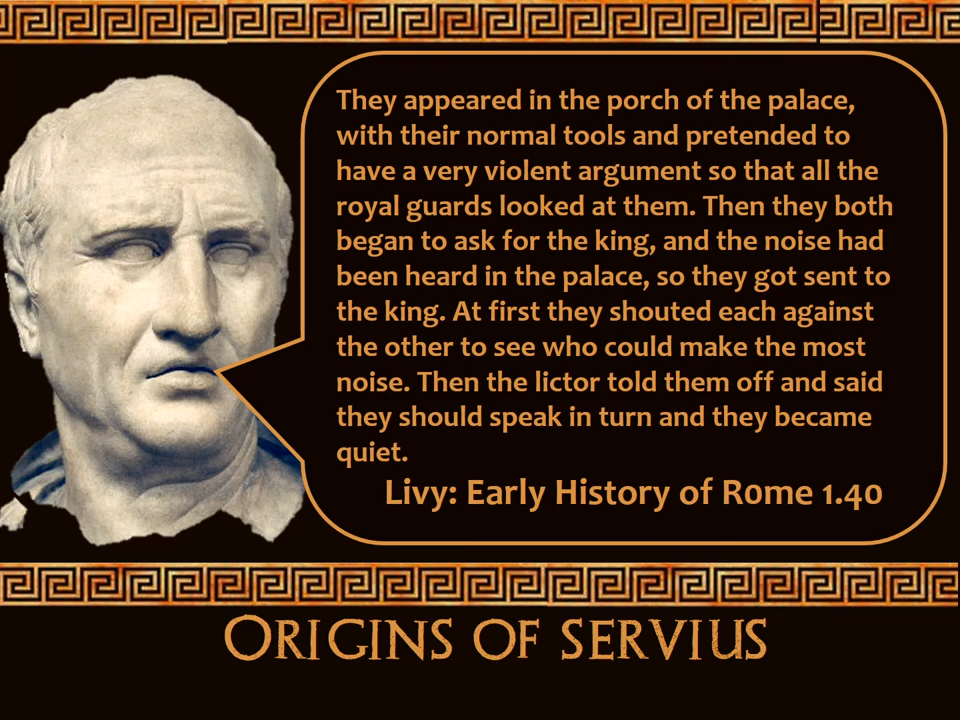 They appeared in the porch of the palace,
with their normal tools and pretended to
have a very violent argument so that all the
royal guards looked at them. Then they both
began to ask for the king, and the noise had
been heard in the palace, so they got sent to
the king. At first they shouted each against
the other to see who could make the most
noise. Then the lictor told them off and said
they should speak in turn and they became
quiet.
Livy: Early History of R0me 1.40
Origins of servius